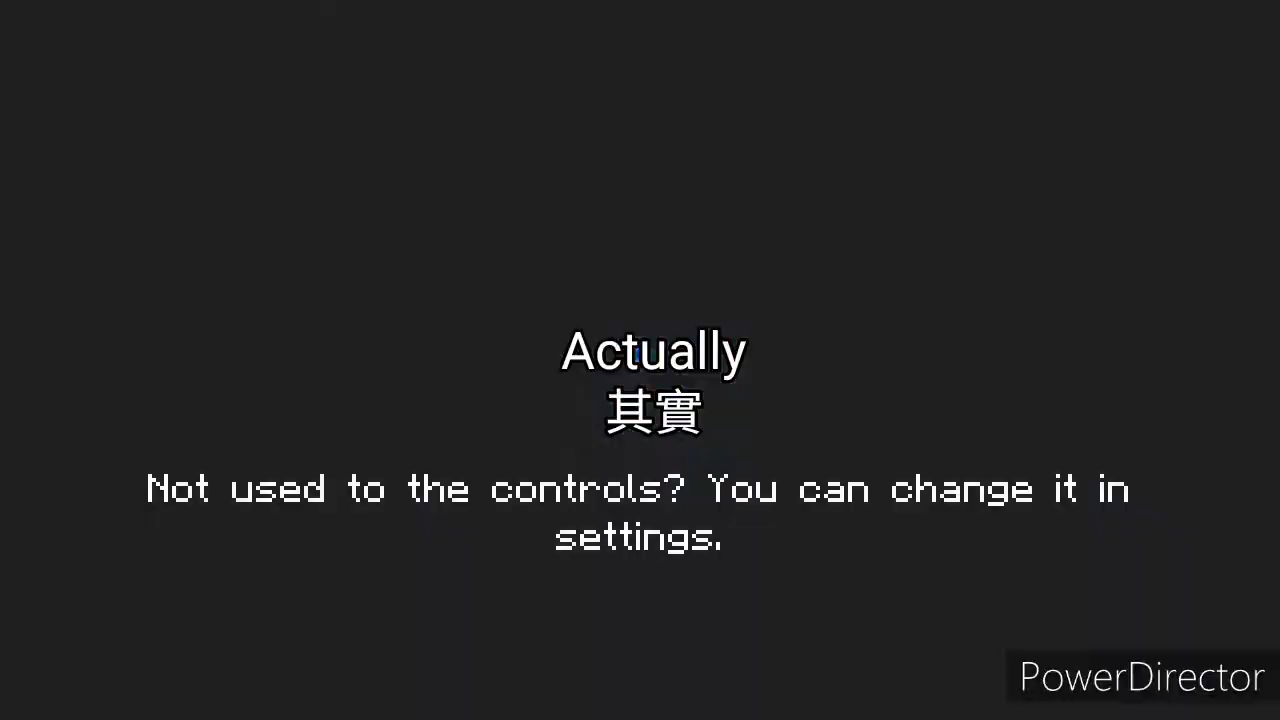 Actually
其實
Not used to the controls? You can change it in
settings.
PowerDirector